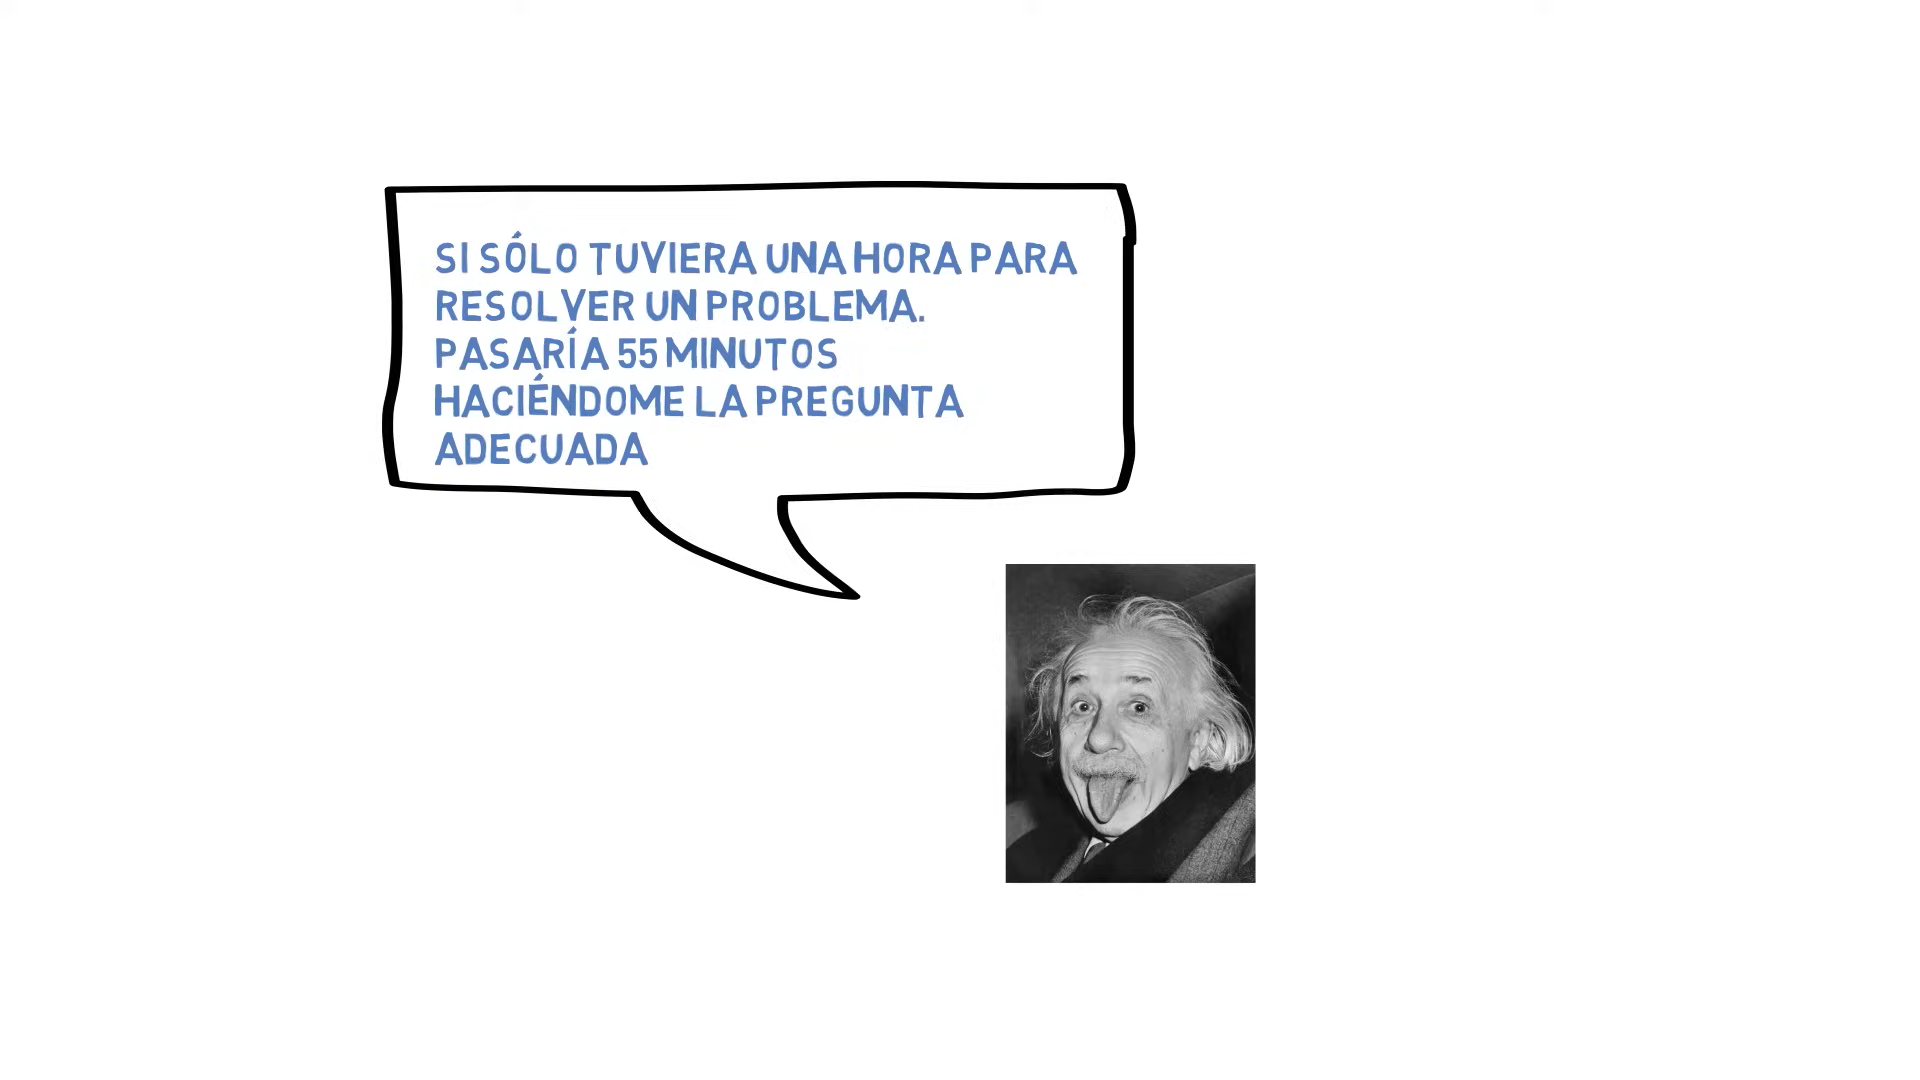 SI SÓLO TUVIERA UNA HORA PARA
RESOLVER UN PROBLEMA.
PASARÍA 55 MINUTOS
HACIÉNDOME LA PREGUNTA
ADECUADA